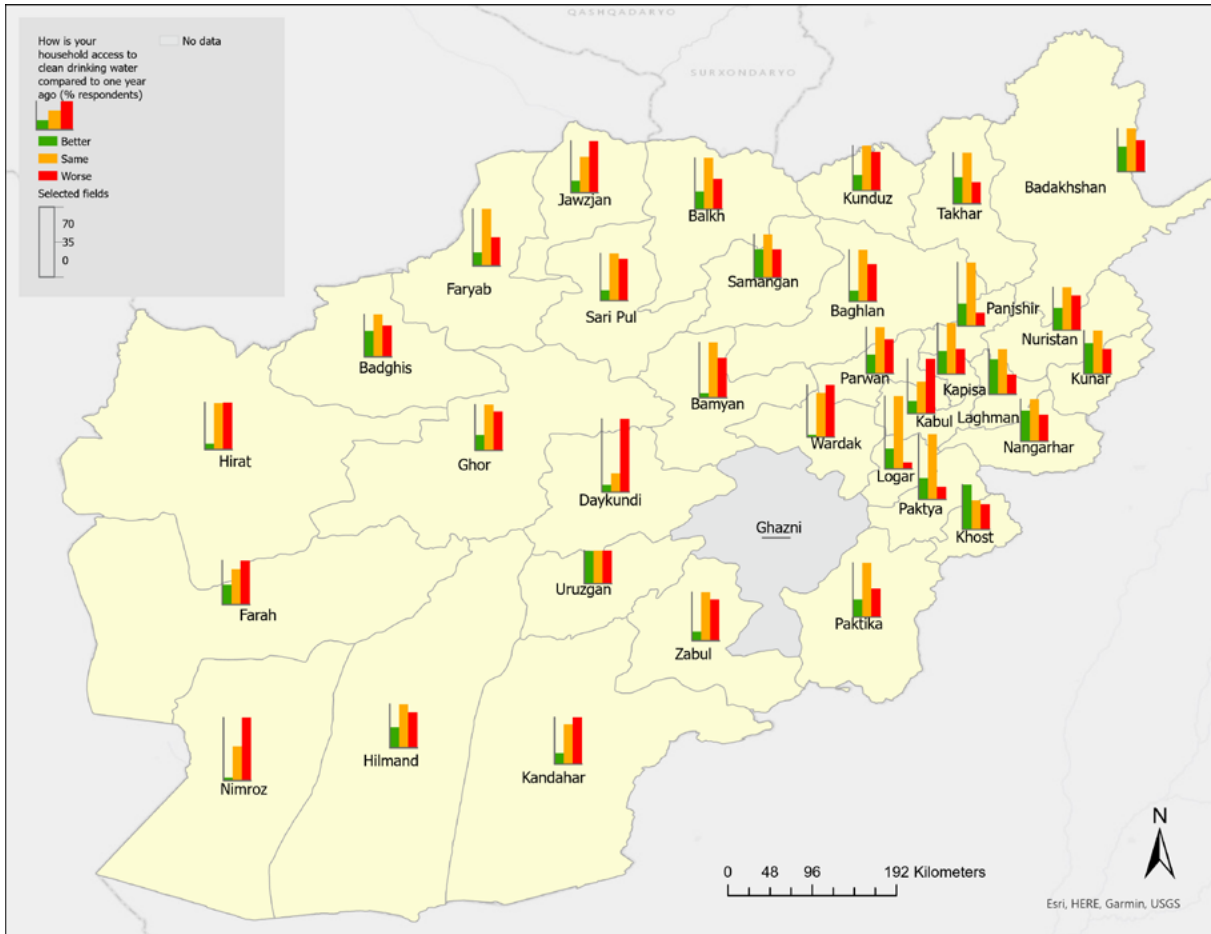 QASHQADARYO
SURXONDARYO
How is your
household access to
clean drinking water
compared to one year
ago (% respondents)
No data
Better
Same
Worse
Selected fields
70
35
0
Jawzjan
Balkh
Kunduz
Takhar
Badakhshan
Faryab
Sari Pul
Samangan
Baghlan
Panjshir
Nuristan
Badghis
Bamyan
Parwan
Kapisa
Kunar
Kabul
Laghman
Wardak
Nangarhar
Hirat
Ghor
Daykundi
Logar
Paktya
Ghazni
Khost
Uruzgan
Farah
Zabul
Paktika
Hilmand
Kandahar
Nimroz
N
0 48 96 192 Kilometers
Esri, HERE, Garmin, USGS